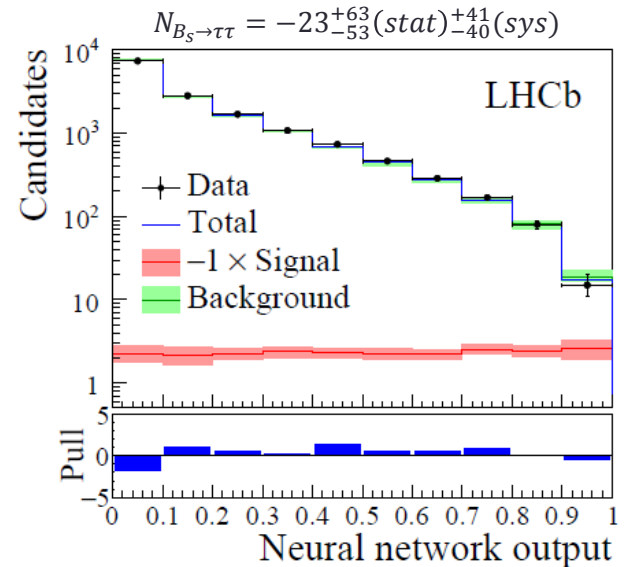 N_{B_s→ττ} = −23^{+63}_{−53}(stat)^{+41}_{−40}(sys)
LHCb
Candidates
10^4
10^3
10^2
10
1
Data
Total
−1 × Signal
Background
Pull
5
0
−5
0 0.1 0.2 0.3 0.4 0.5 0.6 0.7 0.8 0.9 1
Neural network output